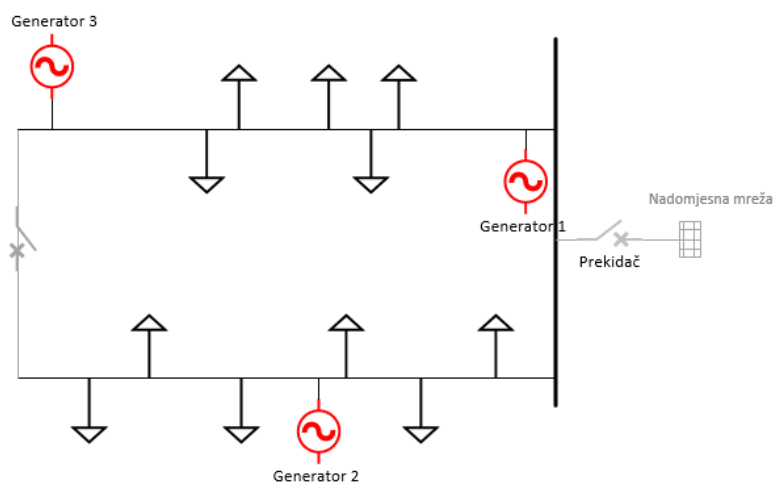 Generator 3
Nadomjesna mreža
Generator 1
Prekidač
Generator 2